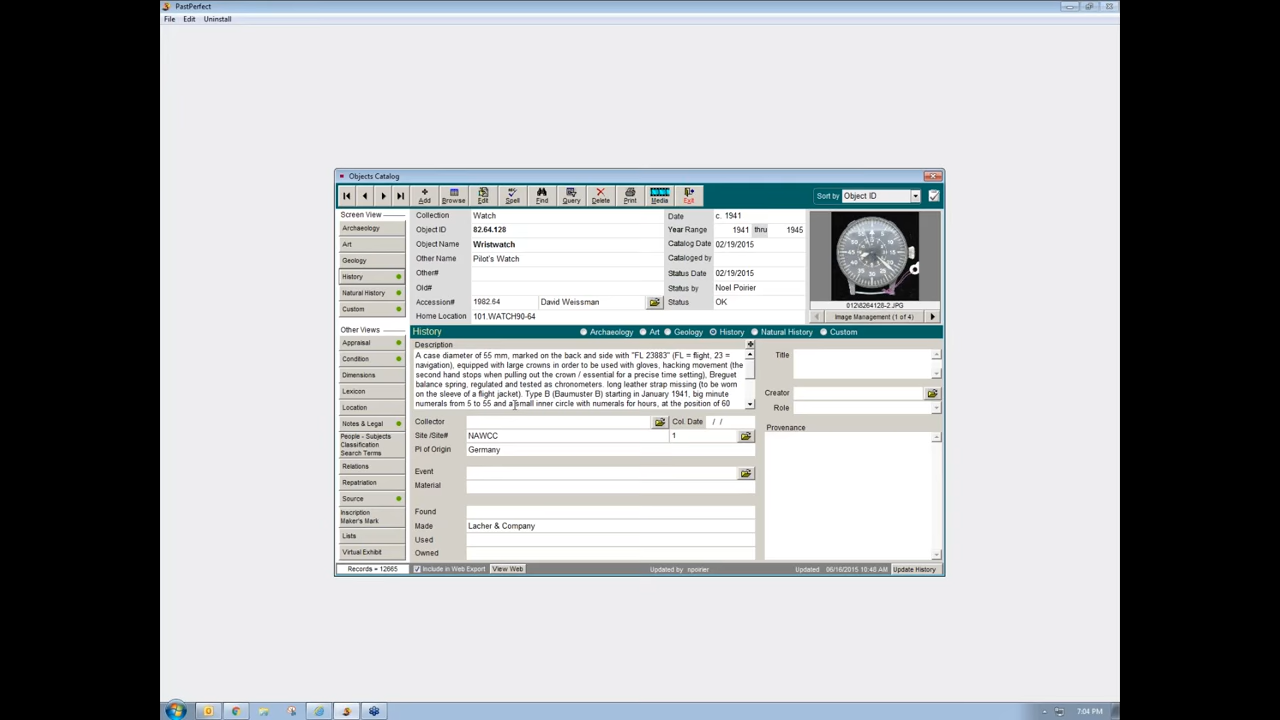 PastPerfect
File Edit Uninstall
Objects Catalog
Add Browse Edit Spell Find Query Delete Print Media Exit
Sort by Object ID
Screen View
Archaeology
Art
Geology
History
Natural History
Custom
Other Views
Appraisal
Condition
Dimensions
Lexicon
Location
Notes & Legal
People - Subjects
Classification
Search Terms
Relations
Repatriation
Source
Inscription
Maker's Mark
Lists
Virtual Exhibit
Records = 12665
Collection Watch
Object ID 82.64.128
Object Name Wristwatch
Other Name Pilot's Watch
Other#
Old#
Accession# 1982.64 David Weissman
Home Location 101.WATCH90-64
Date c. 1941
Year Range 1941 thru 1945
Catalog Date 02/19/2015
Cataloged by
Status Date 02/19/2015
Status by Noel Poirier
Status OK
012\8264128-2.JPG
Image Management (1 of 4)
History
Archaeology Art Geology History Natural History Custom
Description
A case diameter of 55 mm, marked on the back and side with "FL 23883" (FL = flight, 23 =
navigation), equipped with large crowns in order to be used with gloves, hacking movement (the
second hand stops when pulling out the crown / essential for a precise time setting), Breguet
balance spring, regulated and tested as chronometers. long leather strap missing (to be worn
on the sleeve of a flight jacket). Type B (Baumuster B) starting in January 1941, big minute
numerals from 5 to 55 and a small inner circle with numerals for hours, at the position of 60
Collector Col. Date / /
Site /Site# NAWCC 1
Pl of Origin Germany
Event
Material
Found
Made Lacher & Company
Used
Owned
Title
Creator
Role
Provenance
Include in Web Export View Web Updated by npoirier Updated 06/16/2015 10:48 AM Update History
7:04 PM